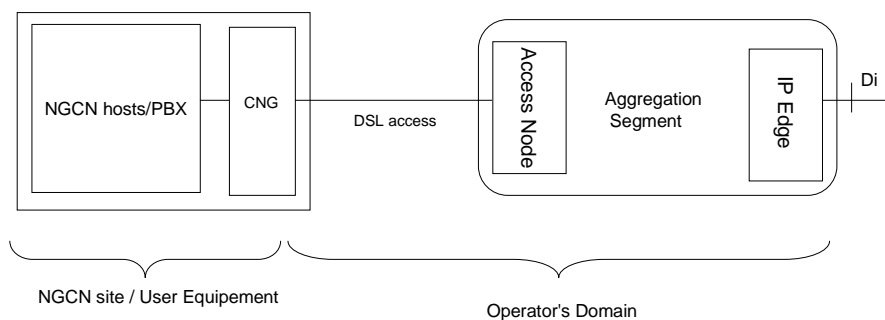 NGCN hosts/PBX
CNG
DSL access
Access Node
Aggregation
Segment
IP Edge
Di
NGCN site / User Equipement
Operator's Domain